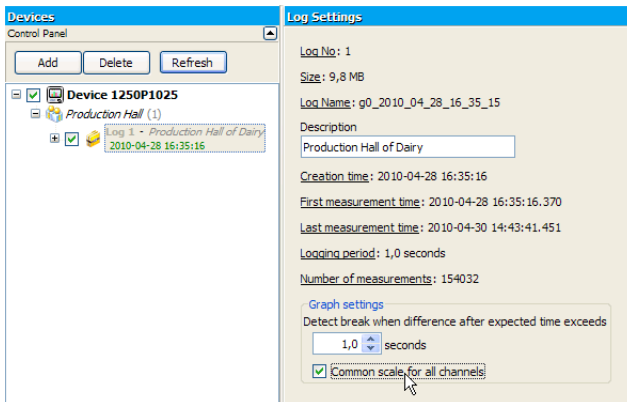 Devices
Control Panel
Add Delete Refresh
Device 1250P1025
Production Hall (1)
Log 1 - Production Hall of Dairy
2010-04-28 16:35:16
Log Settings
Log No: 1
Size: 9,8 MB
Log Name: g0_2010_04_28_16_35_15
Description
Production Hall of Dairy
Creation time: 2010-04-28 16:35:16
First measurement time: 2010-04-28 16:35:16.370
Last measurement time: 2010-04-30 14:43:41.451
Logging period: 1,0 seconds
Number of measurements: 154032
Graph settings
Detect break when difference after expected time exceeds
1,0 seconds
Common scale for all channels